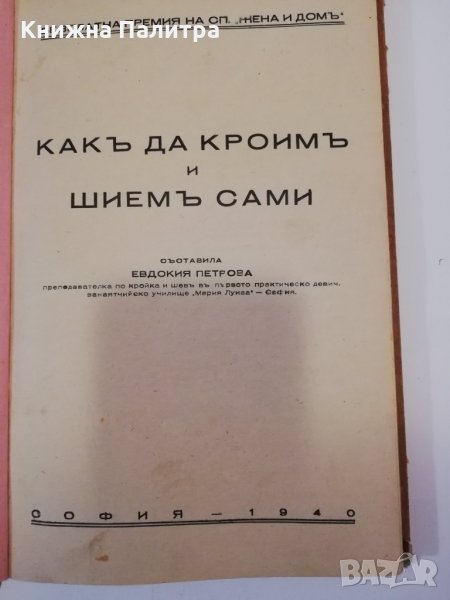 Книжна Палитра
ПРЕМИЯ НА СП. „ЖЕНА И ДОМЪ“
КАКЪ ДА КРОИМЪ
И
ШИЕМЪ САМИ
СЪСТАВИЛА
ЕВДОКИЯ ПЕТРОВА
преподавателка по кройка и шевъ въ първото практическо девич.
занаятчийско училище „Мария Луиза“ — София.
СОФИЯ — 1940
BAZAR